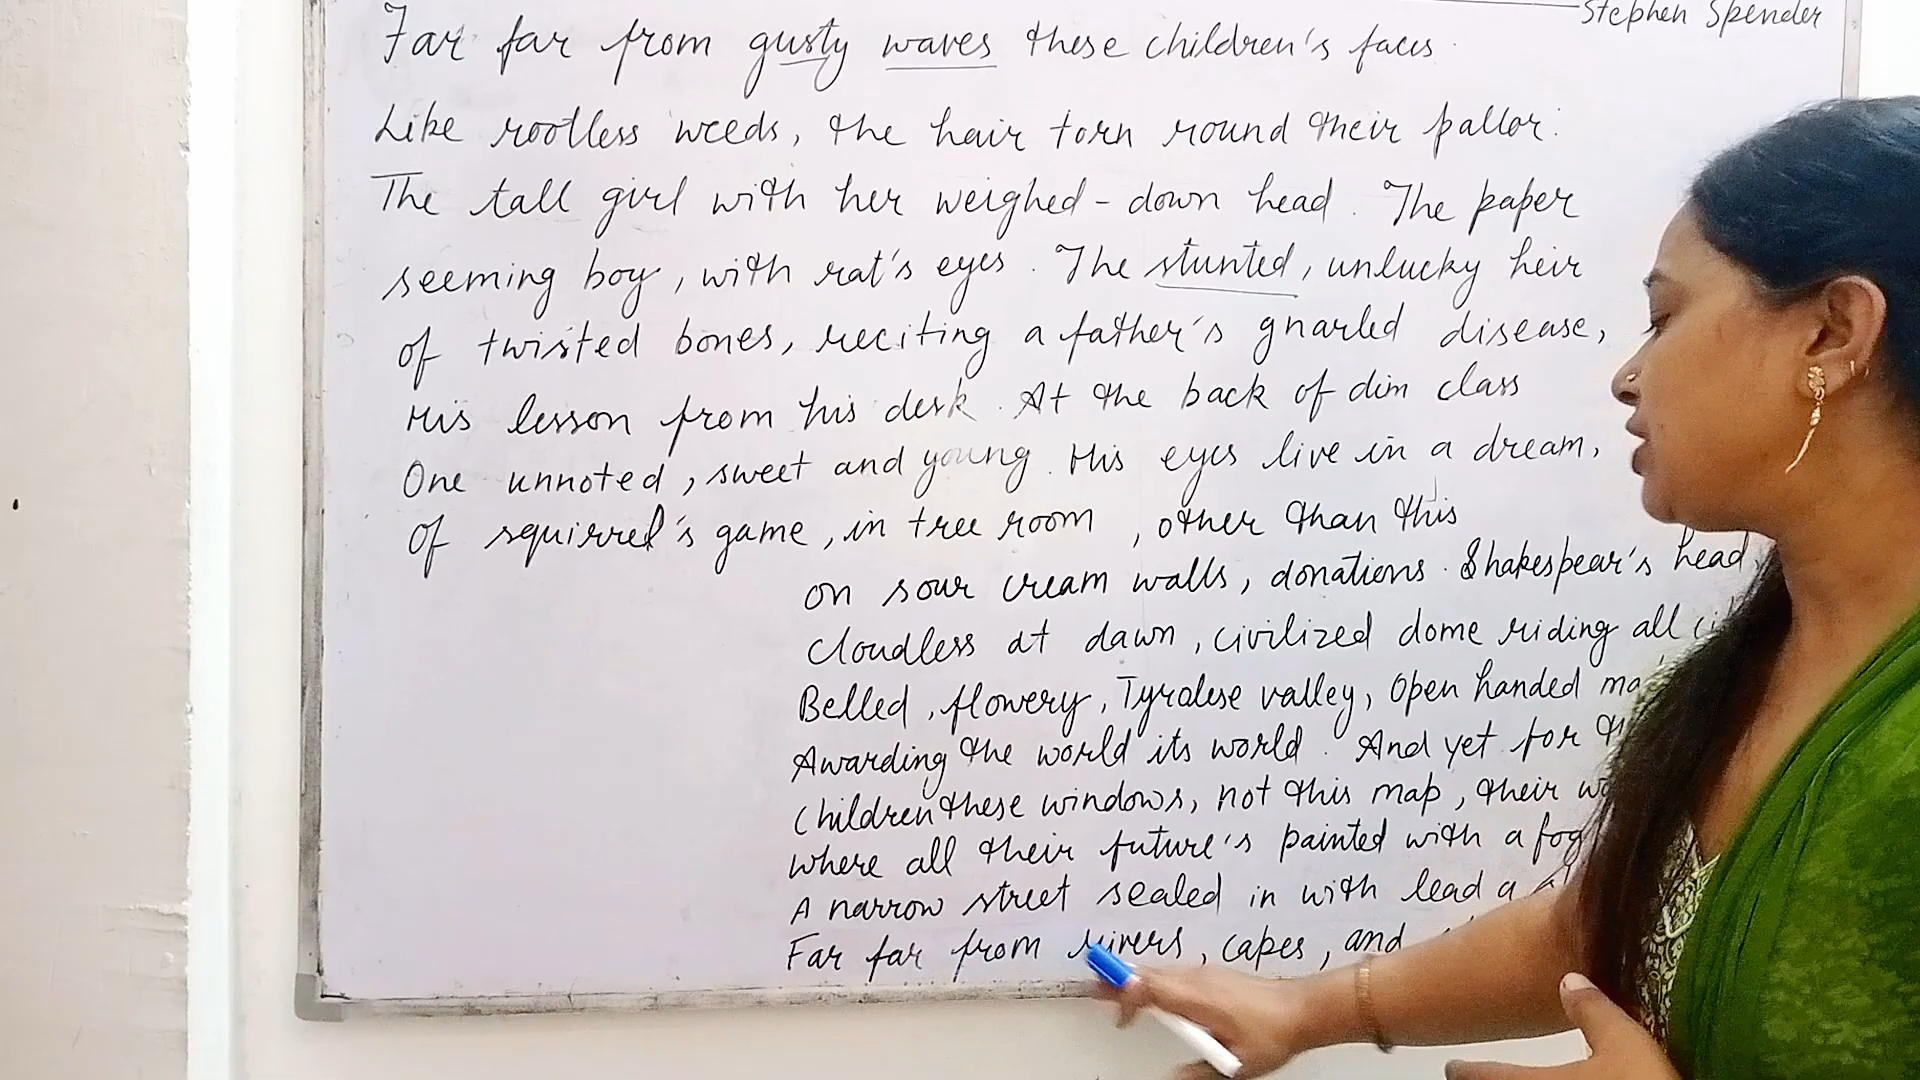 Stephen Spender
Far far from gusty waves these children's faces.
Like rootless weeds, the hair torn round their pallor:
The tall girl with her weighed-down head. The paper
seeming boy, with rat's eyes. The stunted, unlucky heir
of twisted bones, reciting a father's gnarled disease,
His lesson from his desk. At the back of dim class
One unnoted, sweet and young. His eyes live in a dream,
Of squirrel's game, in tree room, other than this
on sour cream walls, donations. Shakespear's head,
Cloudless at dawn, civilized dome riding all
Belled, flowery, Tyrolese valley, Open handed
Awarding the world its world. And yet for
Children these windows, not this map, their
Where all their future's painted with a fog
A narrow street sealed in with lead a
Far far from rivers, capes, and